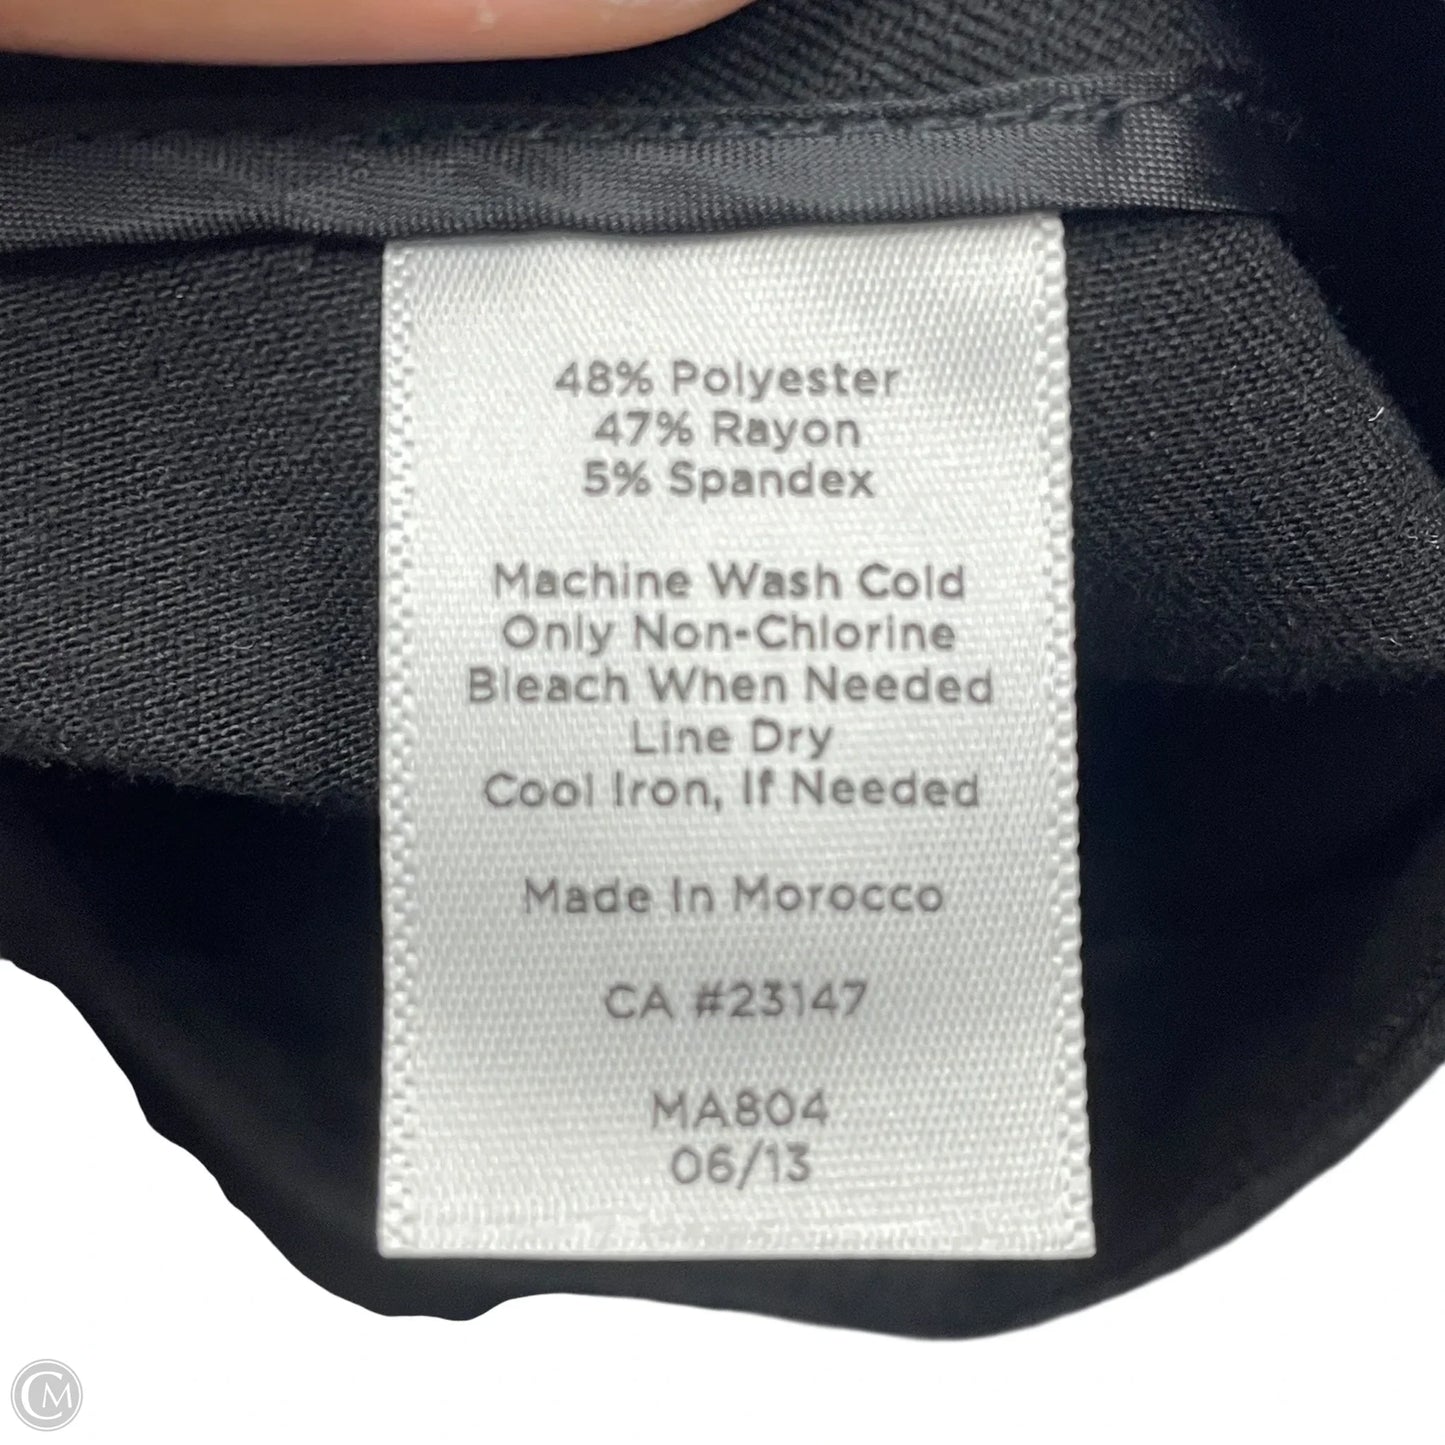 48% Polyester
47% Rayon
5% Spandex
Machine Wash Cold
Only Non-Chlorine
Bleach When Needed
Line Dry
Cool Iron, If Needed
Made In Morocco
CA #23147
MA804
06/13
CM